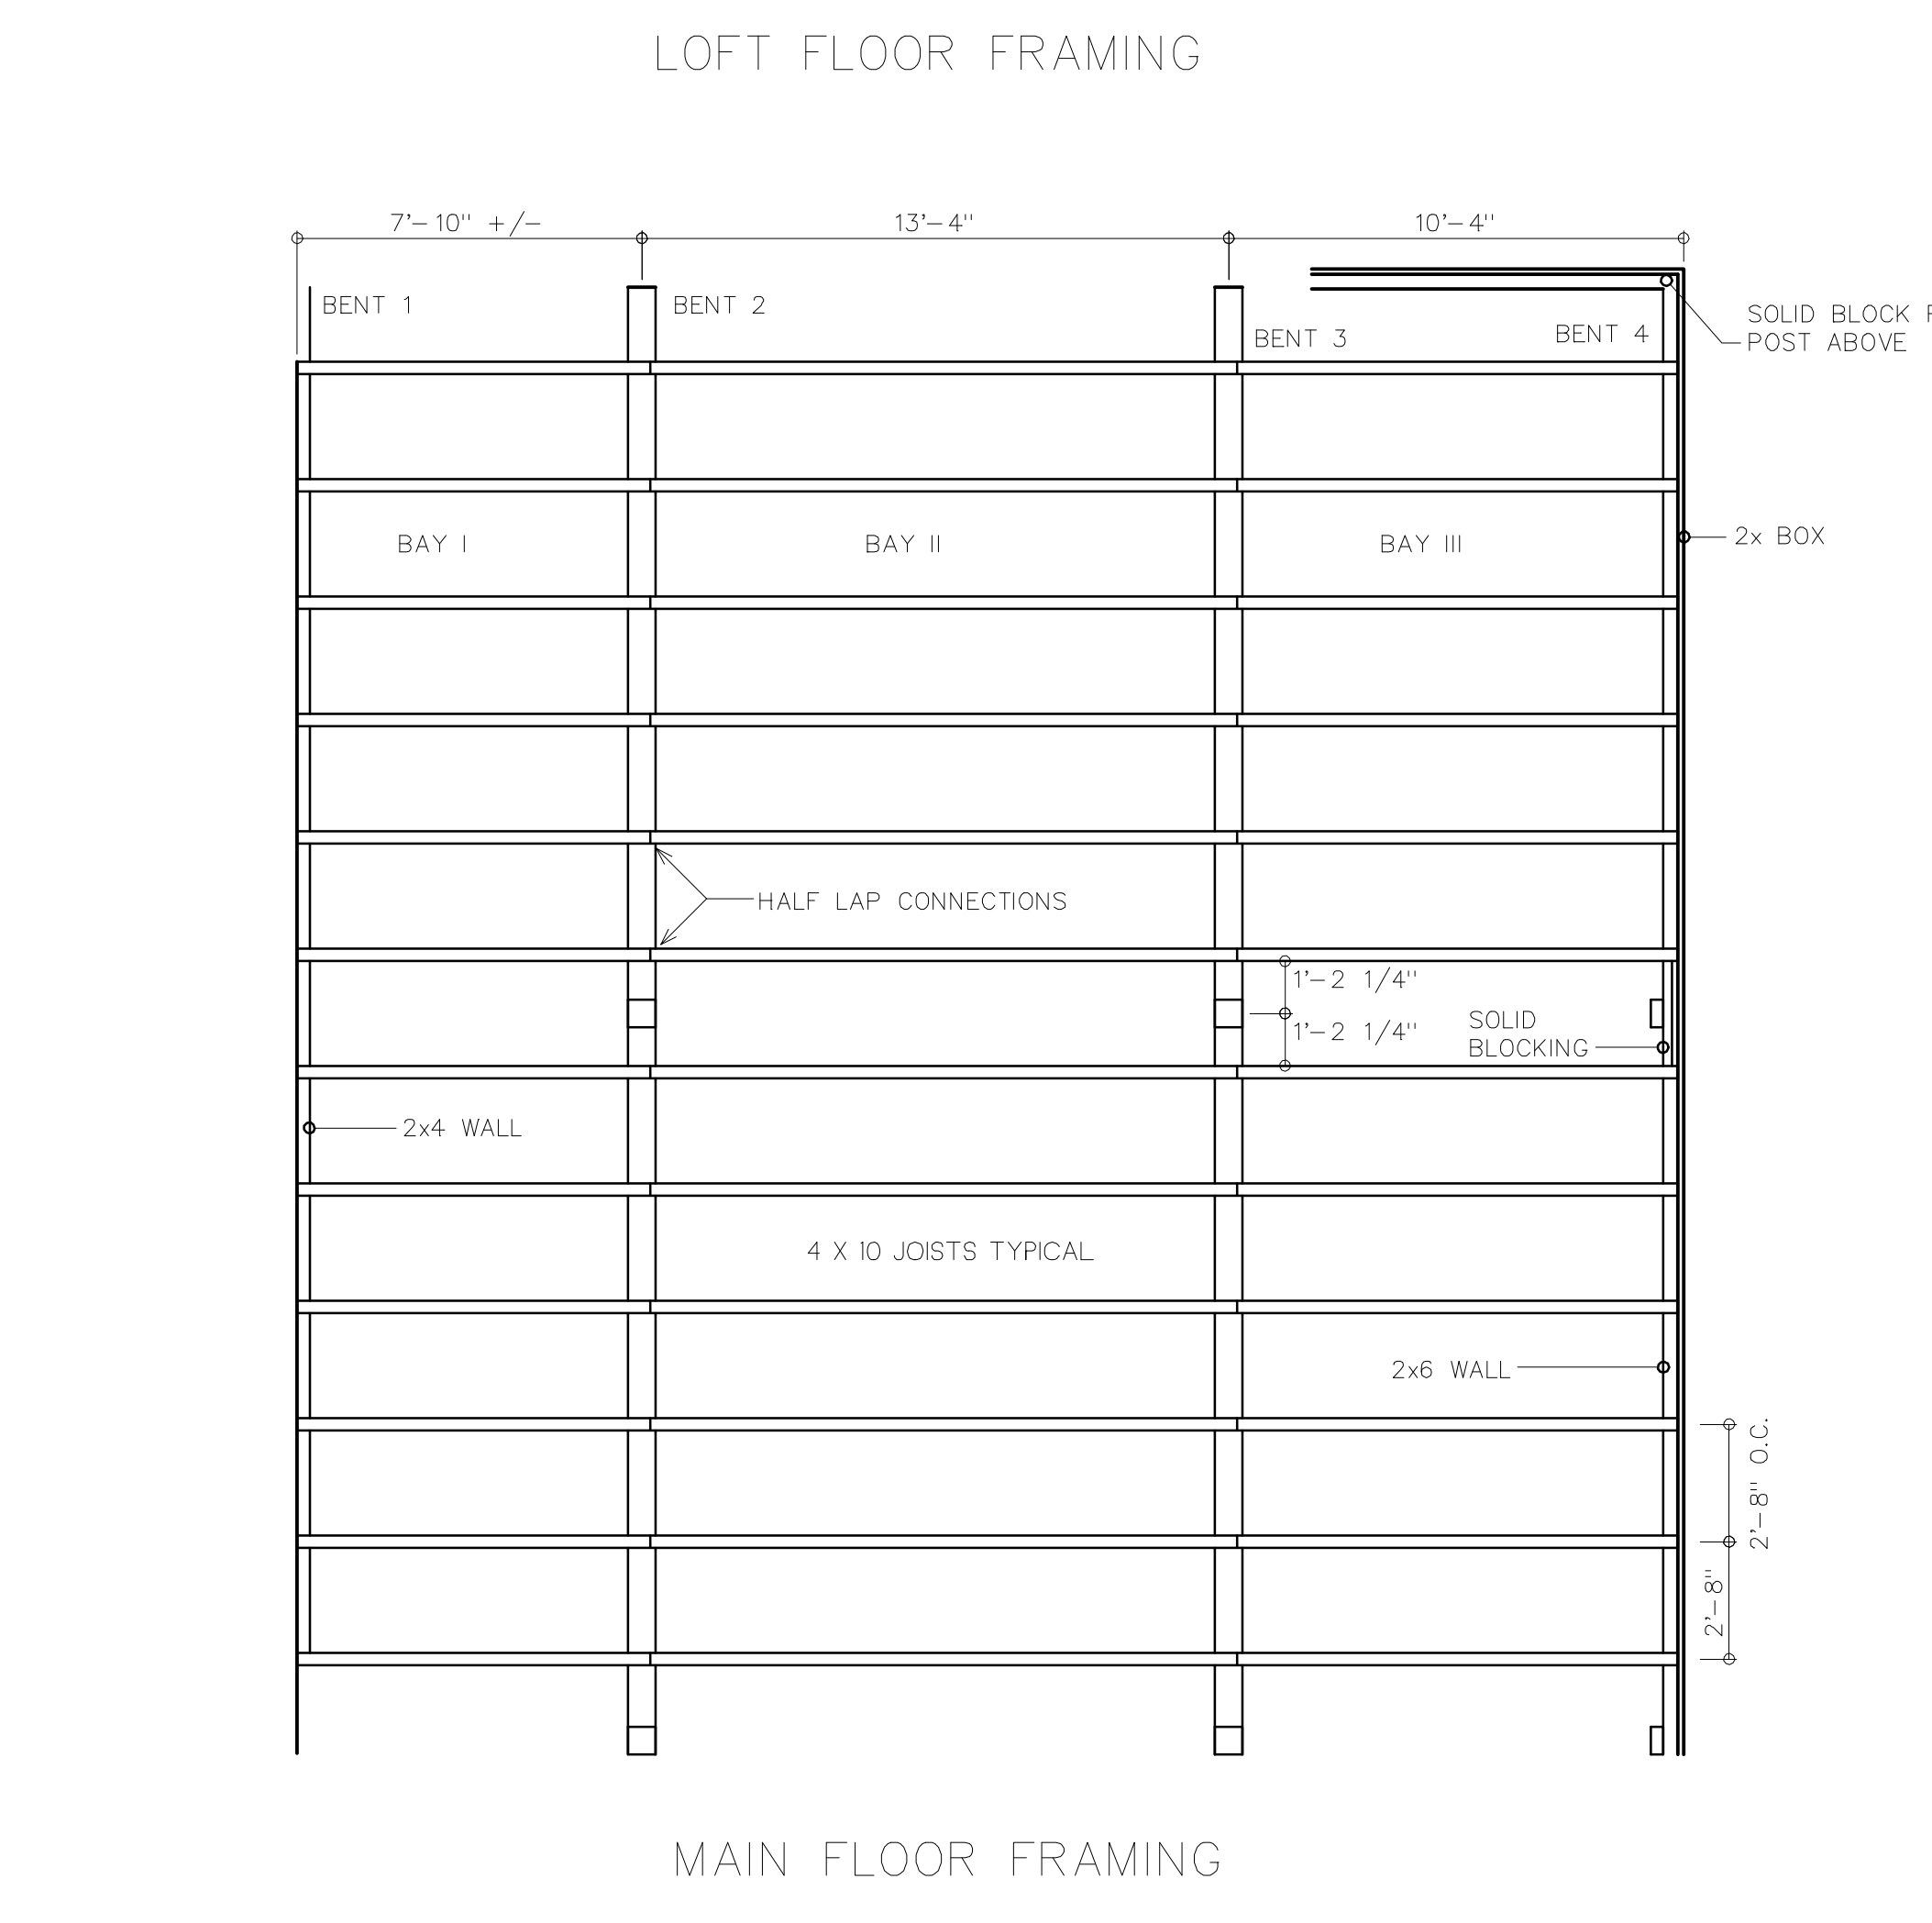 LOFT FLOOR FRAMING
7'-10" +/-
13'-4"
10'-4"
BENT 1
BENT 2
BENT 3
BENT 4
SOLID BLOCK
POST ABOVE
2x BOX
BAY I
BAY II
BAY III
HALF LAP CONNECTIONS
1'-2 1/4"
1'-2 1/4"
SOLID
BLOCKING
2x4 WALL
4 X 10 JOISTS TYPICAL
2x6 WALL
2'-8" O.C.
2'-8"
MAIN FLOOR FRAMING